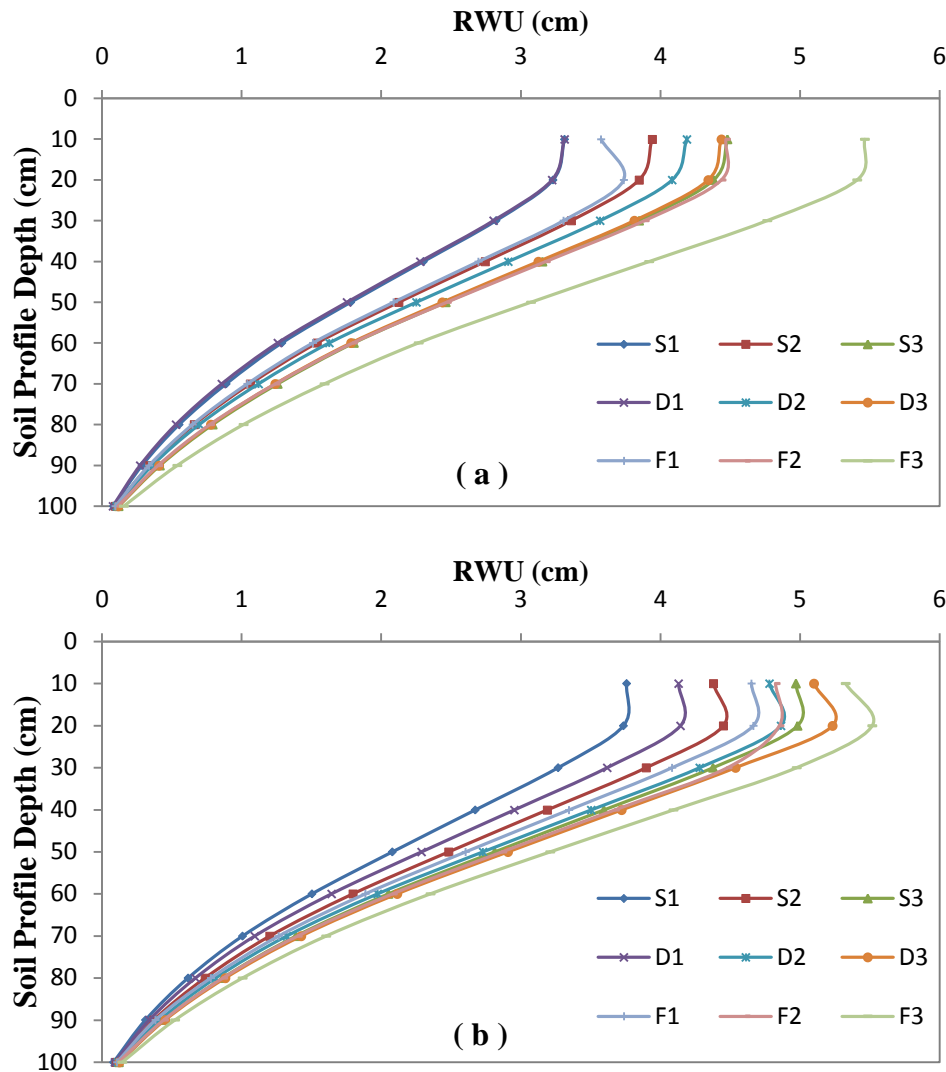 RWU (cm)
0 1 2 3 4 5 6
0
10
20
30
40
50
60
70
80
90
100
Soil Profile Depth (cm)
S1 S2 S3
D1 D2 D3
F1 F2 F3
( a )
RWU (cm)
0 1 2 3 4 5 6
0
10
20
30
40
50
60
70
80
90
100
Soil Profile Depth (cm)
S1 S2 S3
D1 D2 D3
F1 F2 F3
( b )